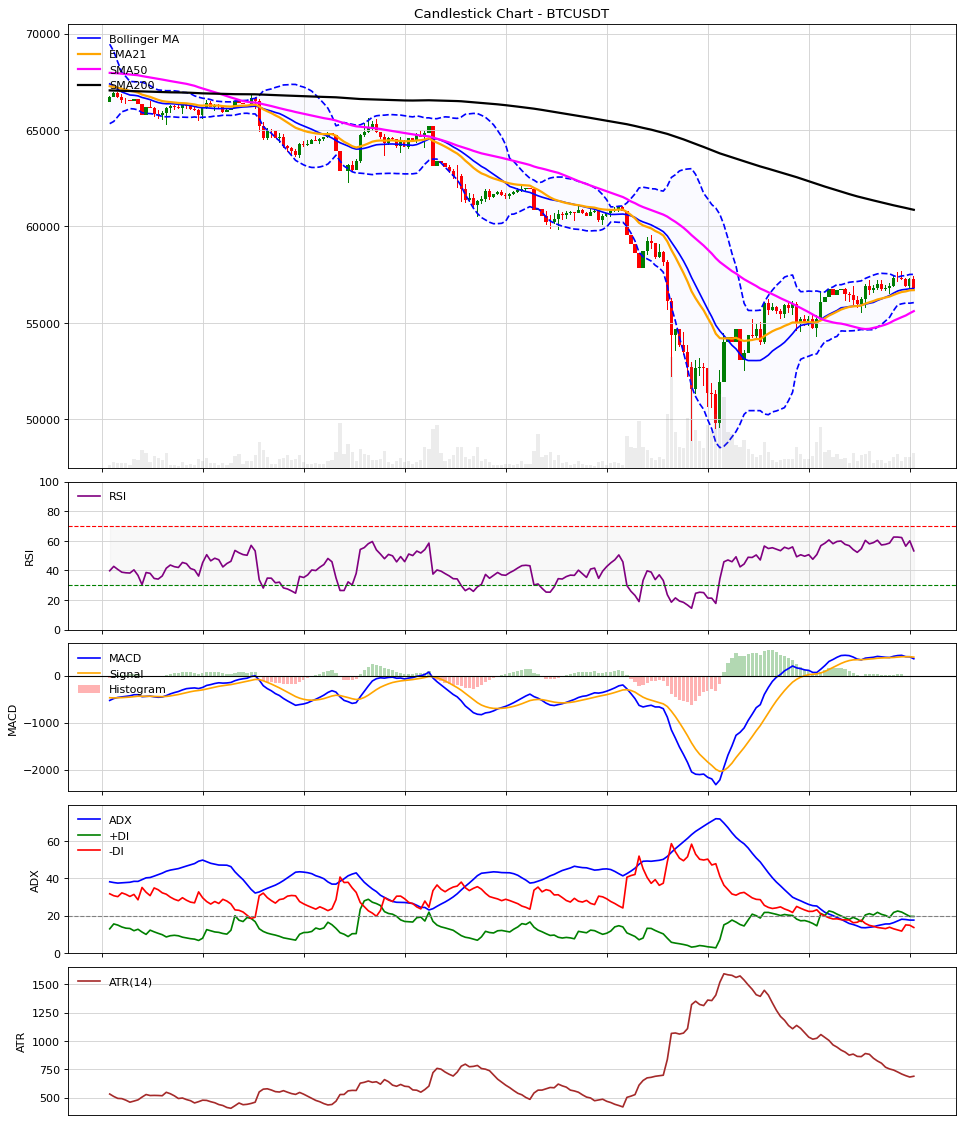 Candlestick Chart - BTCUSDT
70000
65000
60000
55000
50000
Bollinger MA
EMA21
SMA50
SMA200
RSI
100
80
60
40
20
0
RSI
MACD
0
−1000
−2000
MACD
Signal
Histogram
ADX
60
40
20
0
ADX
+DI
-DI
ATR
1500
1250
1000
750
500
ATR(14)